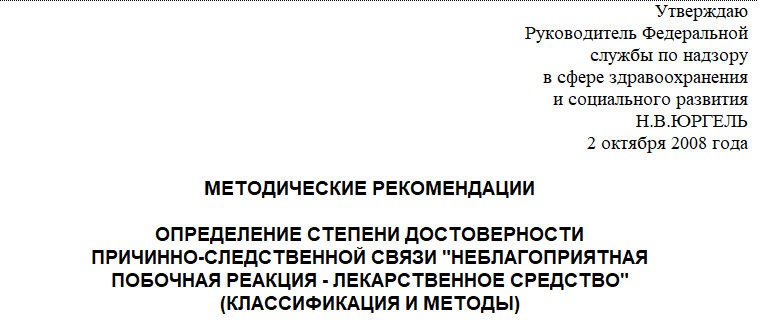 Утверждаю
Руководитель Федеральной
службы по надзору
в сфере здравоохранения
и социального развития
Н.В.ЮРГЕЛЬ
2 октября 2008 года
МЕТОДИЧЕСКИЕ РЕКОМЕНДАЦИИ
ОПРЕДЕЛЕНИЕ СТЕПЕНИ ДОСТОВЕРНОСТИ
ПРИЧИННО-СЛЕДСТВЕННОЙ СВЯЗИ "НЕБЛАГОПРИЯТНАЯ
ПОБОЧНАЯ РЕАКЦИЯ - ЛЕКАРСТВЕННОЕ СРЕДСТВО"
(КЛАССИФИКАЦИЯ И МЕТОДЫ)